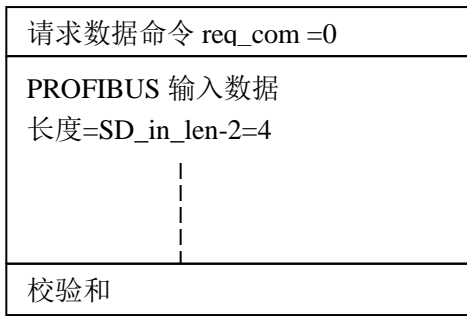 请求数据命令 req_com =0
PROFIBUS 输入数据
长度=SD_in_len-2=4
校验和